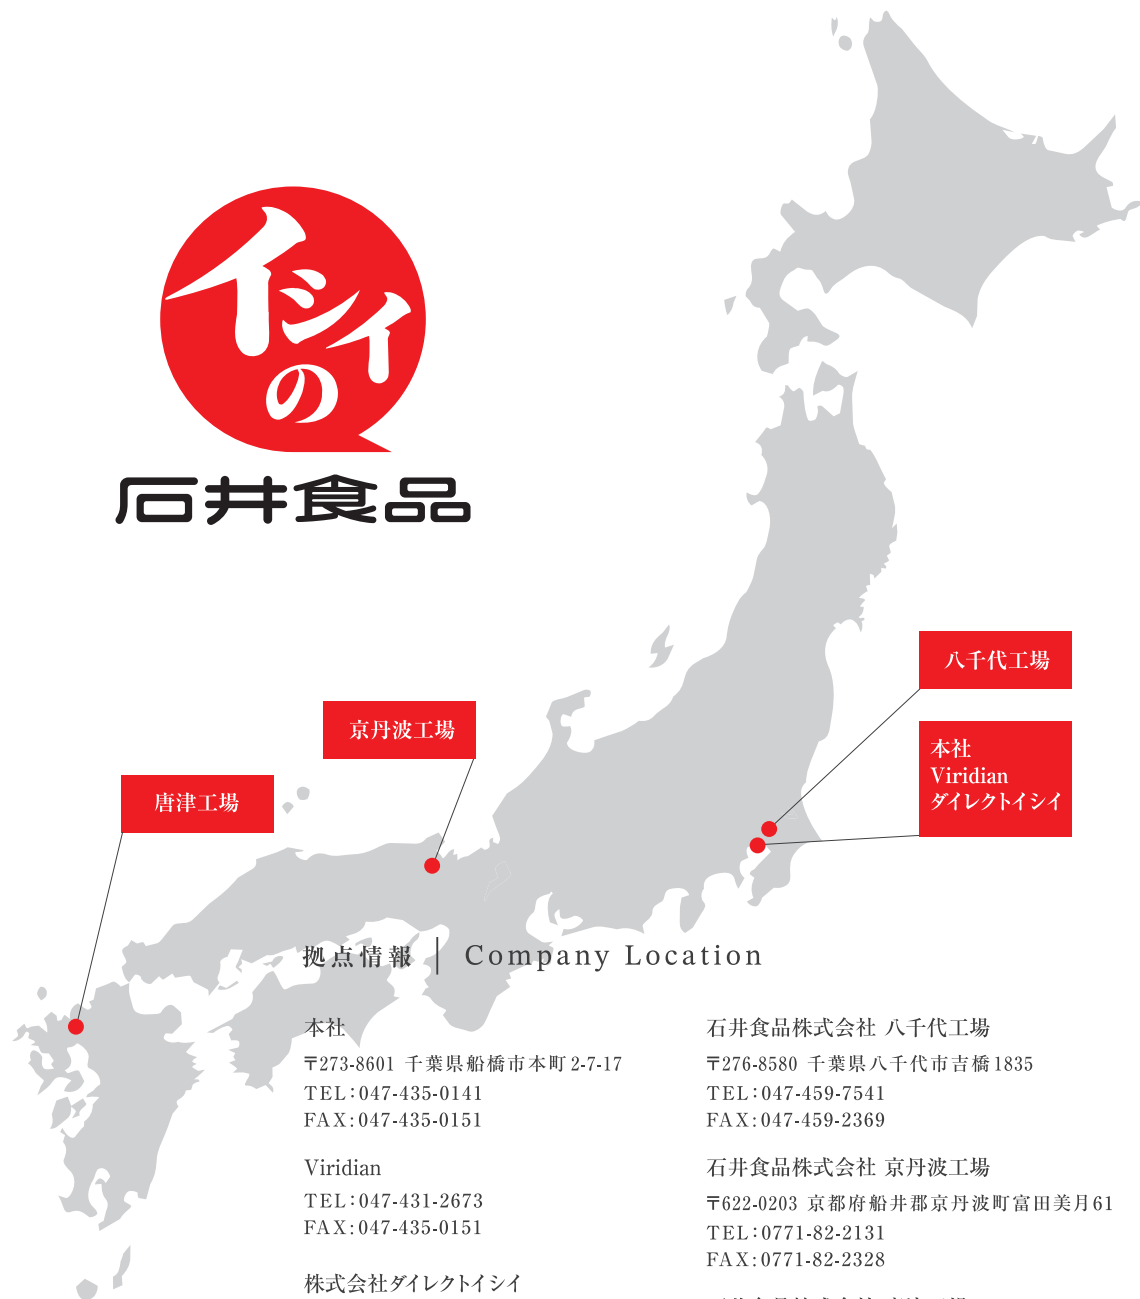 イシイ
の
石井食品
八千代工場
京丹波工場
本社
Viridian
ダイレクトイシイ
唐津工場
拠点情報 | Company Location
本社
〒273-8601 千葉県船橋市本町2-7-17
TEL:047-435-0141
FAX:047-435-0151
Viridian
TEL:047-431-2673
FAX:047-435-0151
株式会社ダイレクトイシイ
石井食品株式会社 八千代工場
〒276-8580 千葉県八千代市吉橋1835
TEL:047-459-7541
FAX:047-459-2369
石井食品株式会社 京丹波工場
〒622-0203 京都府船井郡京丹波町富田美月61
TEL:0771-82-2131
FAX:0771-82-2328